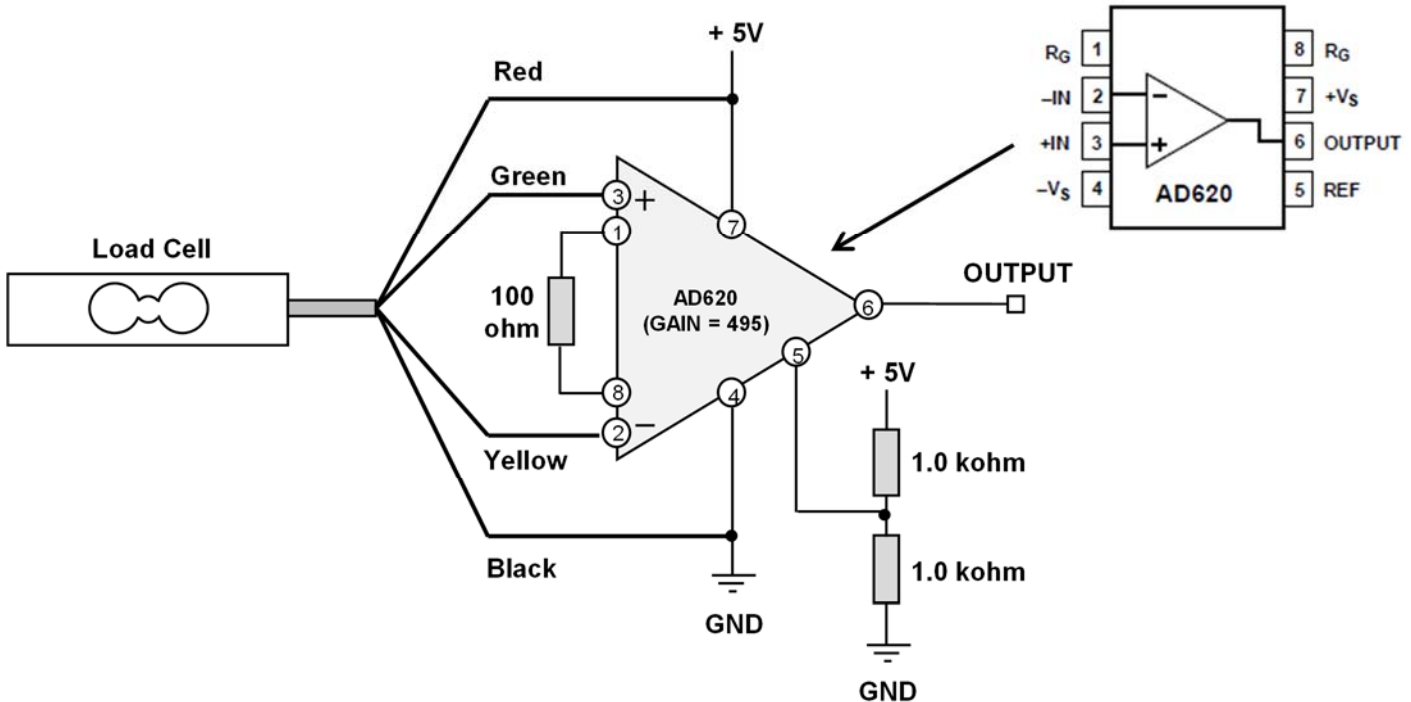 + 5V
Red
Green
Load Cell
100
ohm
3
+
1
7
AD620
(GAIN = 495)
6
5
8
4
2
–
Yellow
Black
GND
OUTPUT
+ 5V
1.0 kohm
1.0 kohm
GND
RG 1
8 RG
–IN 2
–
7 +VS
+IN 3
+
6 OUTPUT
–VS 4
AD620
5 REF